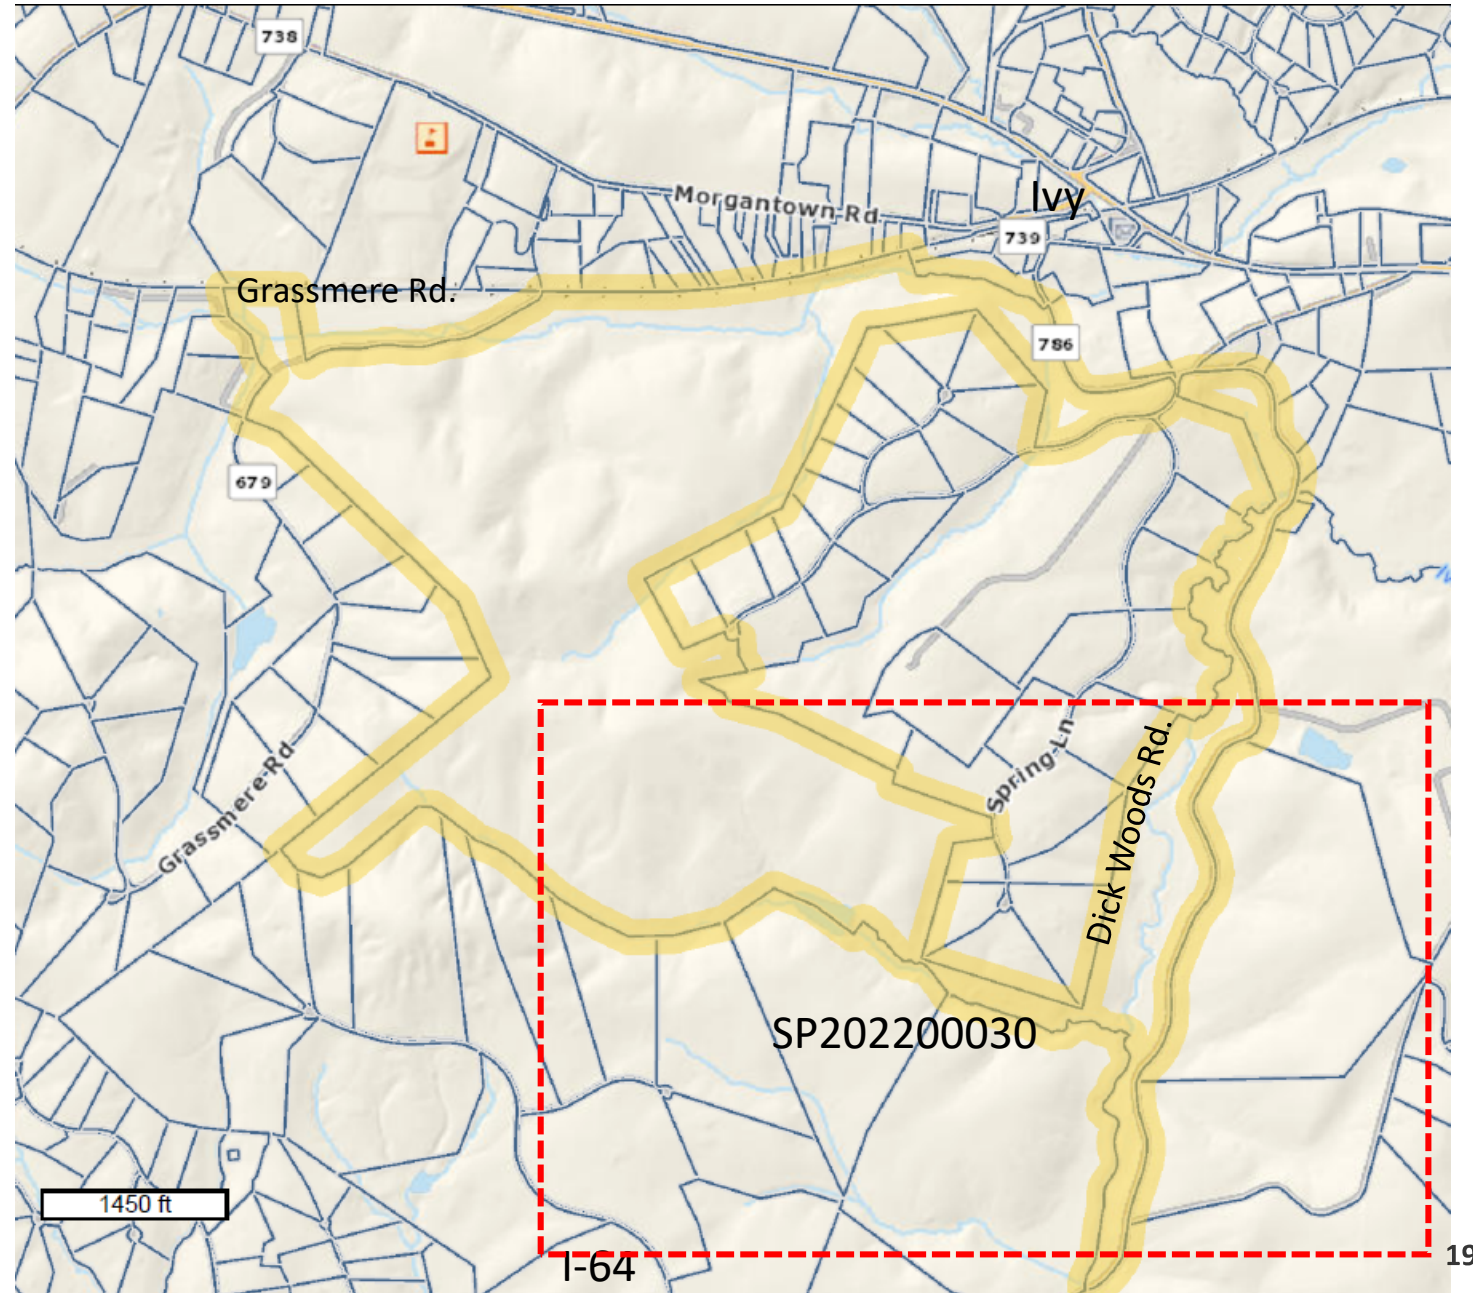 738
Morgantown Rd
Ivy
739
Grassmere Rd.
786
679
Spring Ln
Dick Woods Rd.
Grassmere Rd
SP202200030
1450 ft
I-64
19